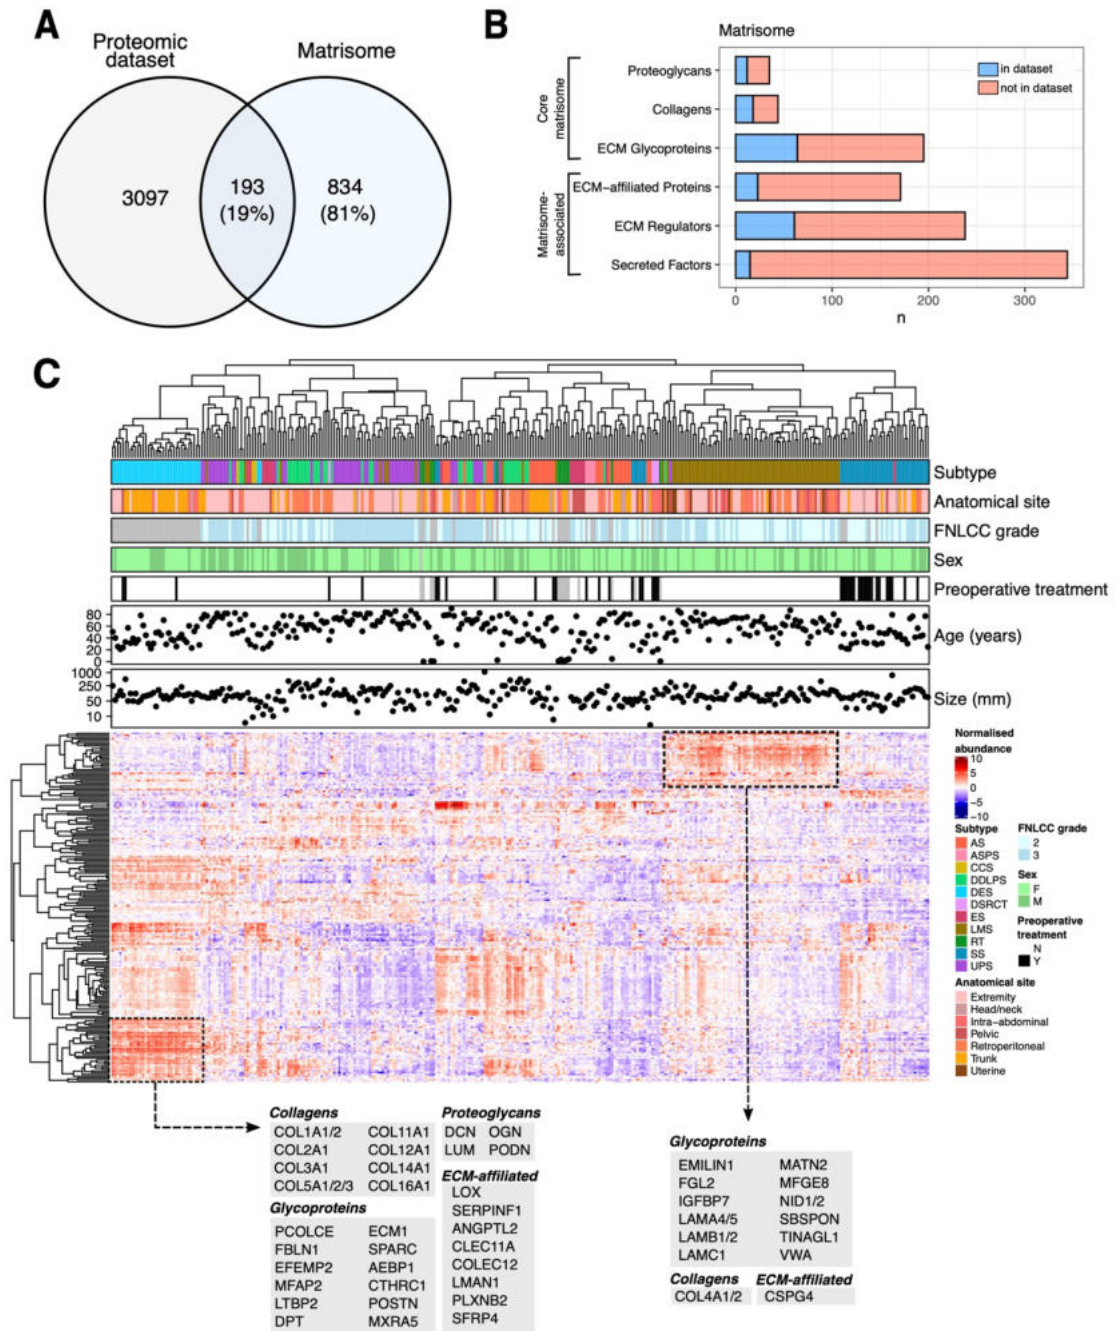 A
Proteomic
dataset
Matrisome
3097
193
(19%)
834
(81%)
B
Matrisome
Core
matrisome
Matrisome-
associated
Proteoglycans
Collagens
ECM Glycoproteins
ECM-affiliated Proteins
ECM Regulators
Secreted Factors
in dataset
not in dataset
0 100 200 300
n
C
Subtype
Anatomical site
FNLCC grade
Sex
Preoperative treatment
80
60
40
20
0
Age (years)
1000
250
50
10
Size (mm)
Normalised
abundance
10
5
0
−5
−10
Subtype
AS
ASPS
CCS
DDLPS
DES
DSRCT
ES
LMS
RT
SS
UPS
FNLCC grade
2
3
Sex
F
M
Preoperative
treatment
N
Y
Anatomical site
Extremity
Head/neck
Intra-abdominal
Pelvic
Retroperitoneal
Trunk
Uterine
Collagens
COL1A1/2 COL11A1
COL2A1 COL12A1
COL3A1 COL14A1
COL5A1/2/3 COL16A1
Glycoproteins
PCOLCE ECM1
FBLN1 SPARC
EFEMP2 AEBP1
MFAP2 CTHRC1
LTBP2 POSTN
DPT MXRA5
Proteoglycans
DCN OGN
LUM PODN
ECM-affiliated
LOX
SERPINF1
ANGPTL2
CLEC11A
COLEC12
LMAN1
PLXNB2
SFRP4
Glycoproteins
EMILIN1 MATN2
FGL2 MFGE8
IGFBP7 NID1/2
LAMA4/5 SBSPON
LAMB1/2 TINAGL1
LAMC1 VWA
Collagens
COL4A1/2
ECM-affiliated
CSPG4